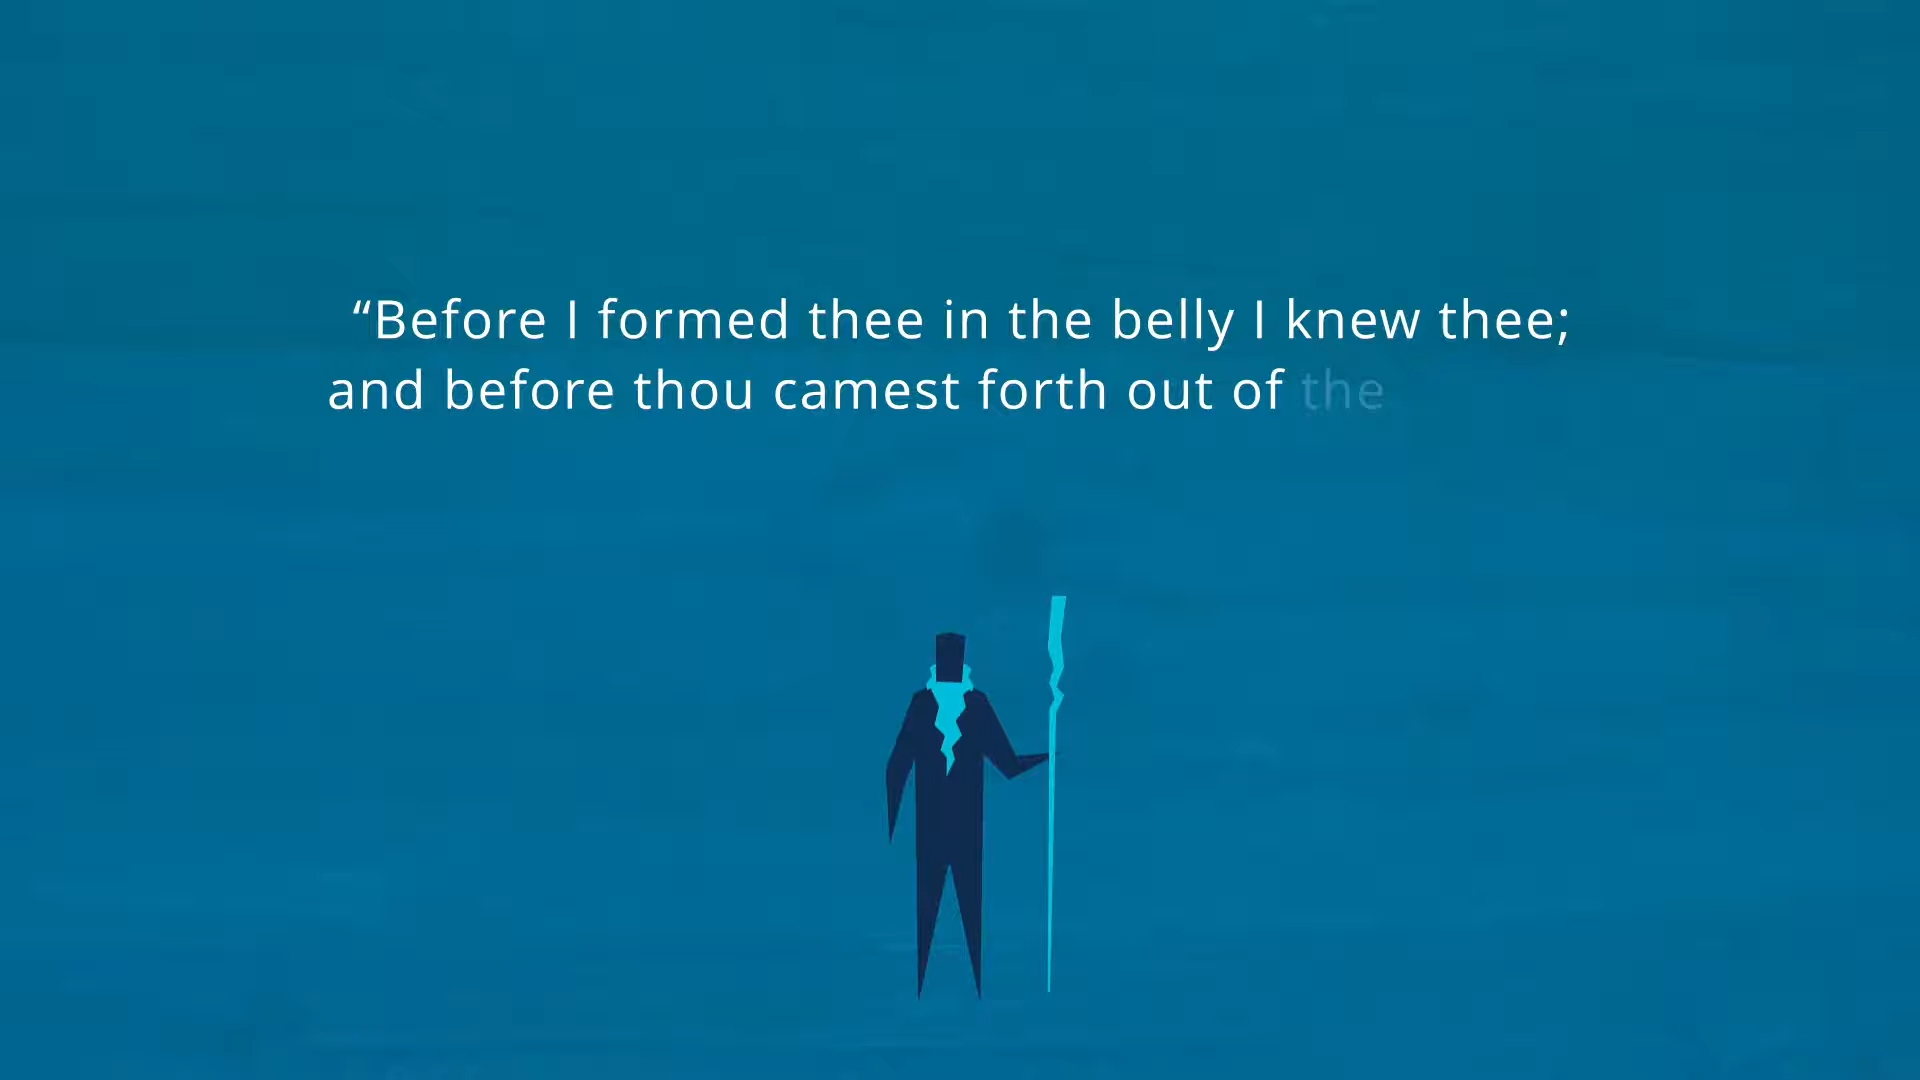 “Before I formed thee in the belly I knew thee;
and before thou camest forth out of the